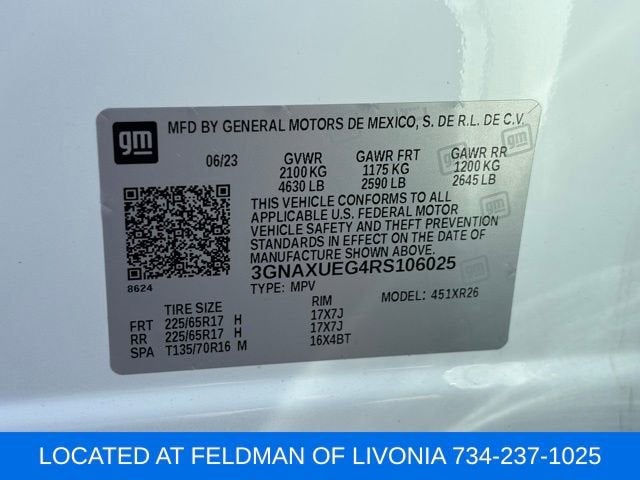 gm MFD BY GENERAL MOTORS DE MEXICO, S. DE R.L. DE C.V.
06/23 GVWR GAWR FRT GAWR RR
2100 KG 1175 KG 1200 KG
4630 LB 2590 LB 2645 LB
THIS VEHICLE CONFORMS TO ALL
APPLICABLE U.S. FEDERAL MOTOR
VEHICLE SAFETY AND THEFT
PREVENTION STANDARDS IN EFFECT
ON THE DATE OF MANUFACTURE
SHOWN ABOVE.
3GNAXUEG4RS106025
8624 TYPE: MPV MODEL: 451XR26
TIRE SIZE RIM
FRT 225/65R17 H 17X7J
RR 225/65R17 H 17X7J
SPA T135/70R16 M 16X4BT
LOCATED AT FELDMAN OF LIVONIA 734-237-1025